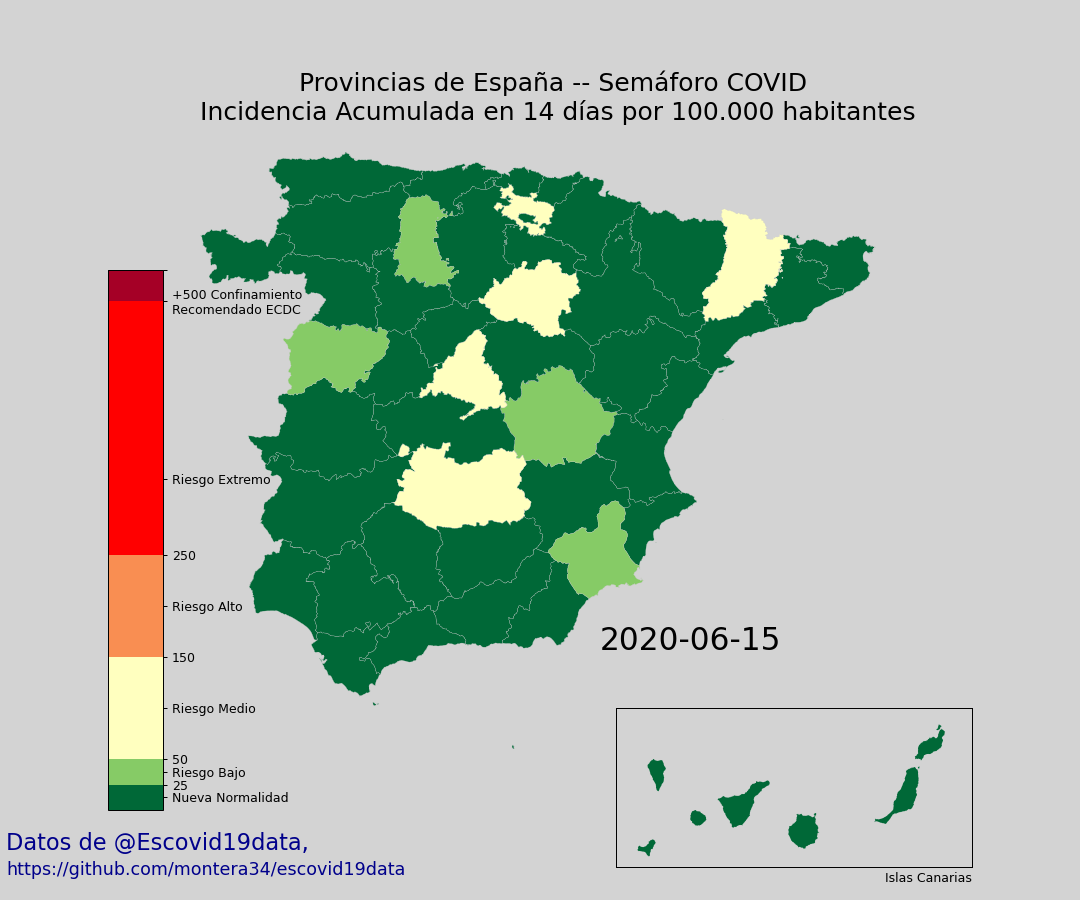 Provincias de España -- Semáforo COVID
Incidencia Acumulada en 14 días por 100.000 habitantes
+500 Confinamiento
Recomendado ECDC
Riesgo Extremo
250
Riesgo Alto
150
Riesgo Medio
50
Riesgo Bajo
25
Nueva Normalidad
2020-06-15
Islas Canarias
Datos de @Escovid19data,
https://github.com/montera34/escovid19data